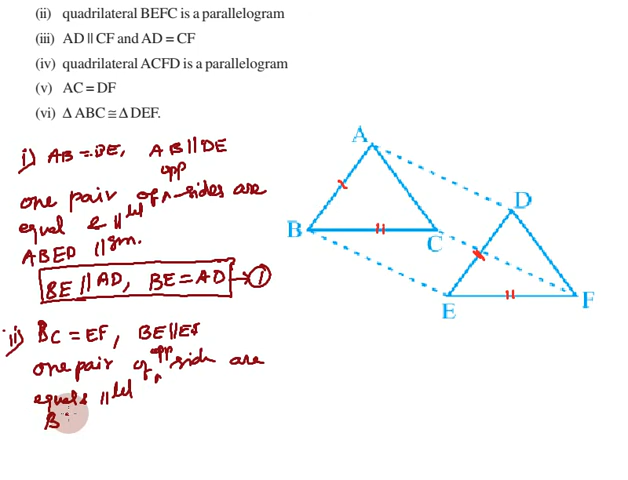 (ii) quadrilateral BEFC is a parallelogram
(iii) AD || CF and AD = CF
(iv) quadrilateral ACFD is a parallelogram
(v) AC = DF
(vi) Δ ABC ≅ Δ DEF.
i) AB = DE, AB || DE
opp
one pair of ^ sides are
equal & ||lel
ABED ||gm.
BE || AD, BE = AD → ①
ii) BC = EF, BE || EF
one pair of opp ^ side are
equal & ||lel
B
A
B
C
D
E
F